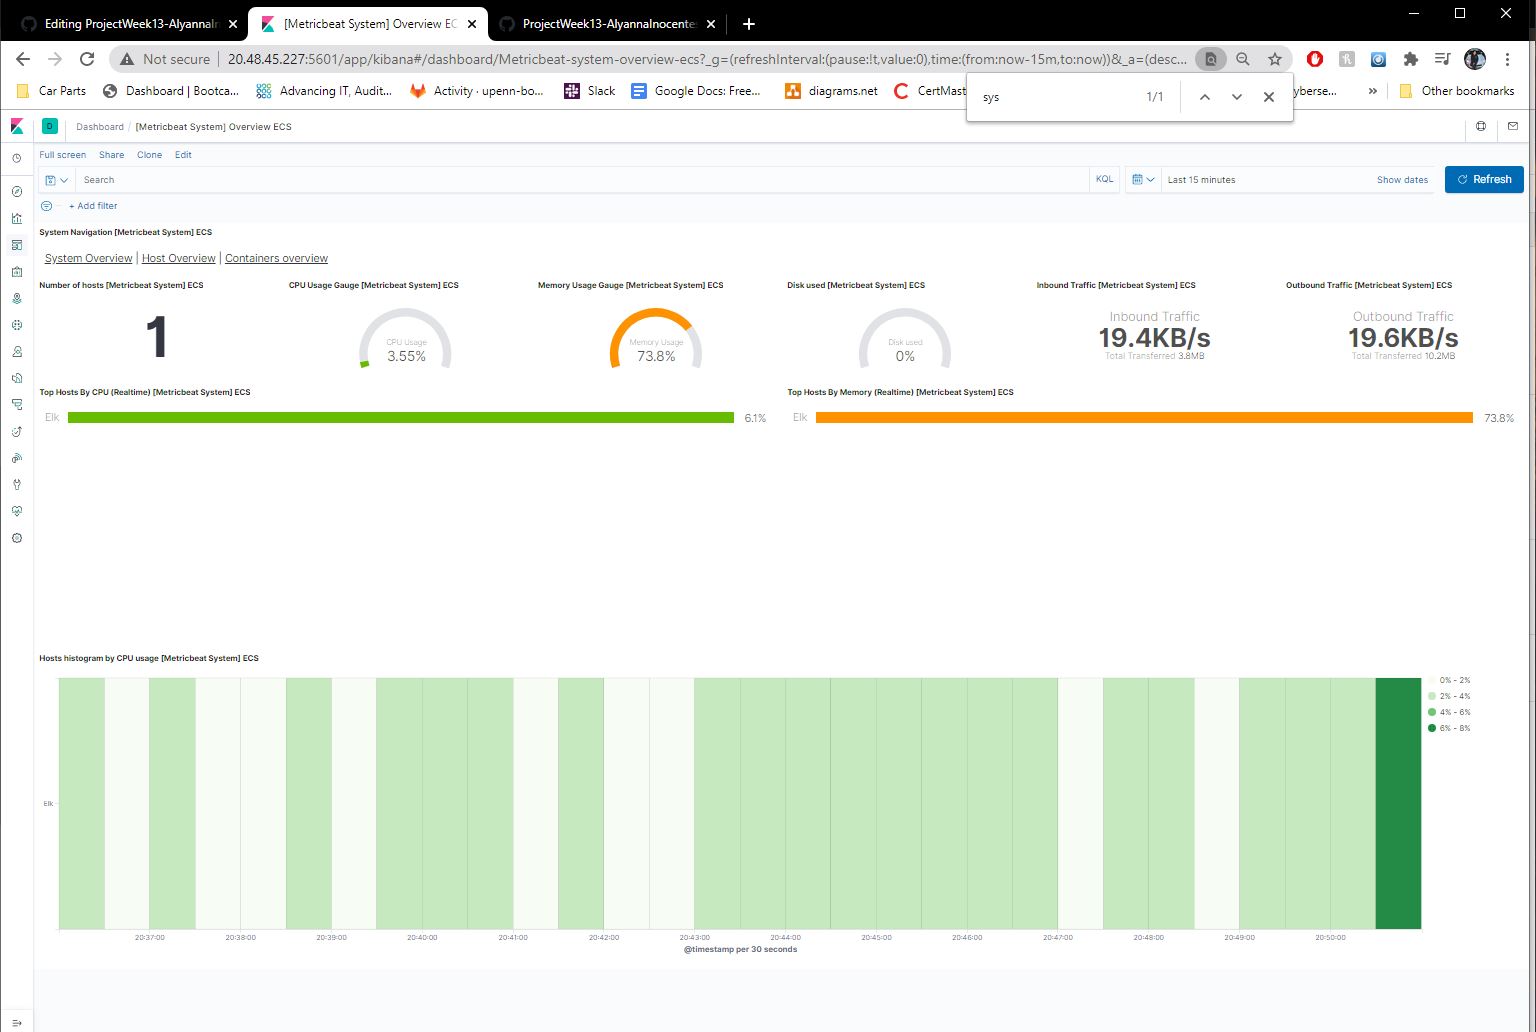 Editing ProjectWeek13-AlyannaIn
[Metricbeat System] Overview EC
ProjectWeek13-AlyannaInocente
Not secure
20.48.45.227:5601/app/kibana#/dashboard/Metricbeat-system-overview-ecs?_g=(refreshInterval:(pause:!t,value:0),time:(from:now-15m,to:now))&_a=(desc...
Car Parts
Dashboard | Bootca...
Advancing IT, Audit...
Activity · upenn-bo...
Slack
Google Docs: Free...
diagrams.net
CertMast
yberse...
»
Other bookmarks
sys
1/1
D
Dashboard / [Metricbeat System] Overview ECS
Full screen Share Clone Edit
Search
KQL
Last 15 minutes
Show dates
Refresh
+ Add filter
System Navigation [Metricbeat System] ECS
System Overview | Host Overview | Containers overview
Number of hosts [Metricbeat System] ECS
1
CPU Usage Gauge [Metricbeat System] ECS
CPU Usage
3.55%
Memory Usage Gauge [Metricbeat System] ECS
Memory Usage
73.8%
Disk used [Metricbeat System] ECS
Disk used
0%
Inbound Traffic [Metricbeat System] ECS
Inbound Traffic
19.4KB/s
Total Transferred 3.8MB
Outbound Traffic [Metricbeat System] ECS
Outbound Traffic
19.6KB/s
Total Transferred 10.2MB
Top Hosts By CPU (Realtime) [Metricbeat System] ECS
Elk 6.1%
Top Hosts By Memory (Realtime) [Metricbeat System] ECS
Elk 73.8%
Hosts histogram by CPU usage [Metricbeat System] ECS
0% - 2%
2% - 4%
4% - 6%
6% - 8%
Elk
20:37:00 20:38:00 20:39:00 20:40:00 20:41:00 20:42:00 20:43:00 20:44:00 20:45:00 20:46:00 20:47:00 20:48:00 20:49:00 20:50:00
@timestamp per 30 seconds